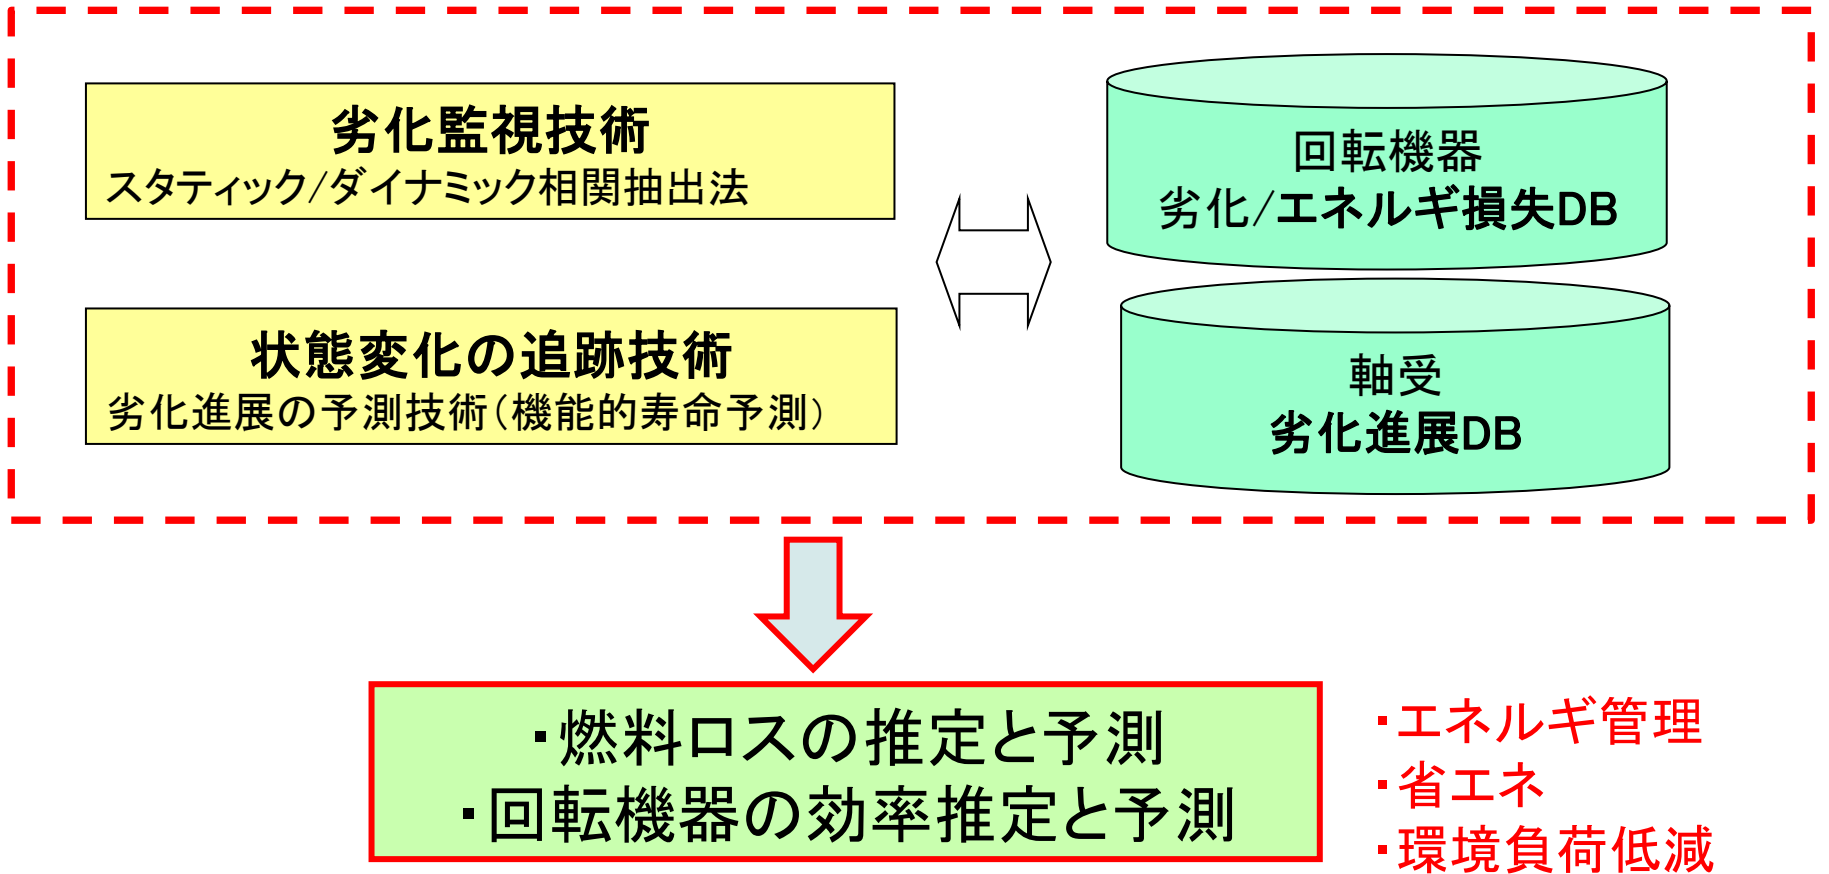 劣化監視技術
スタティック/ダイナミック相関抽出法
状態変化の追跡技術
劣化進展の予測技術(機能的寿命予測)
回転機器
劣化/エネルギ損失DB
軸受
劣化進展DB
・燃料ロスの推定と予測
・回転機器の効率推定と予測
・エネルギ管理
・省エネ
・環境負荷低減